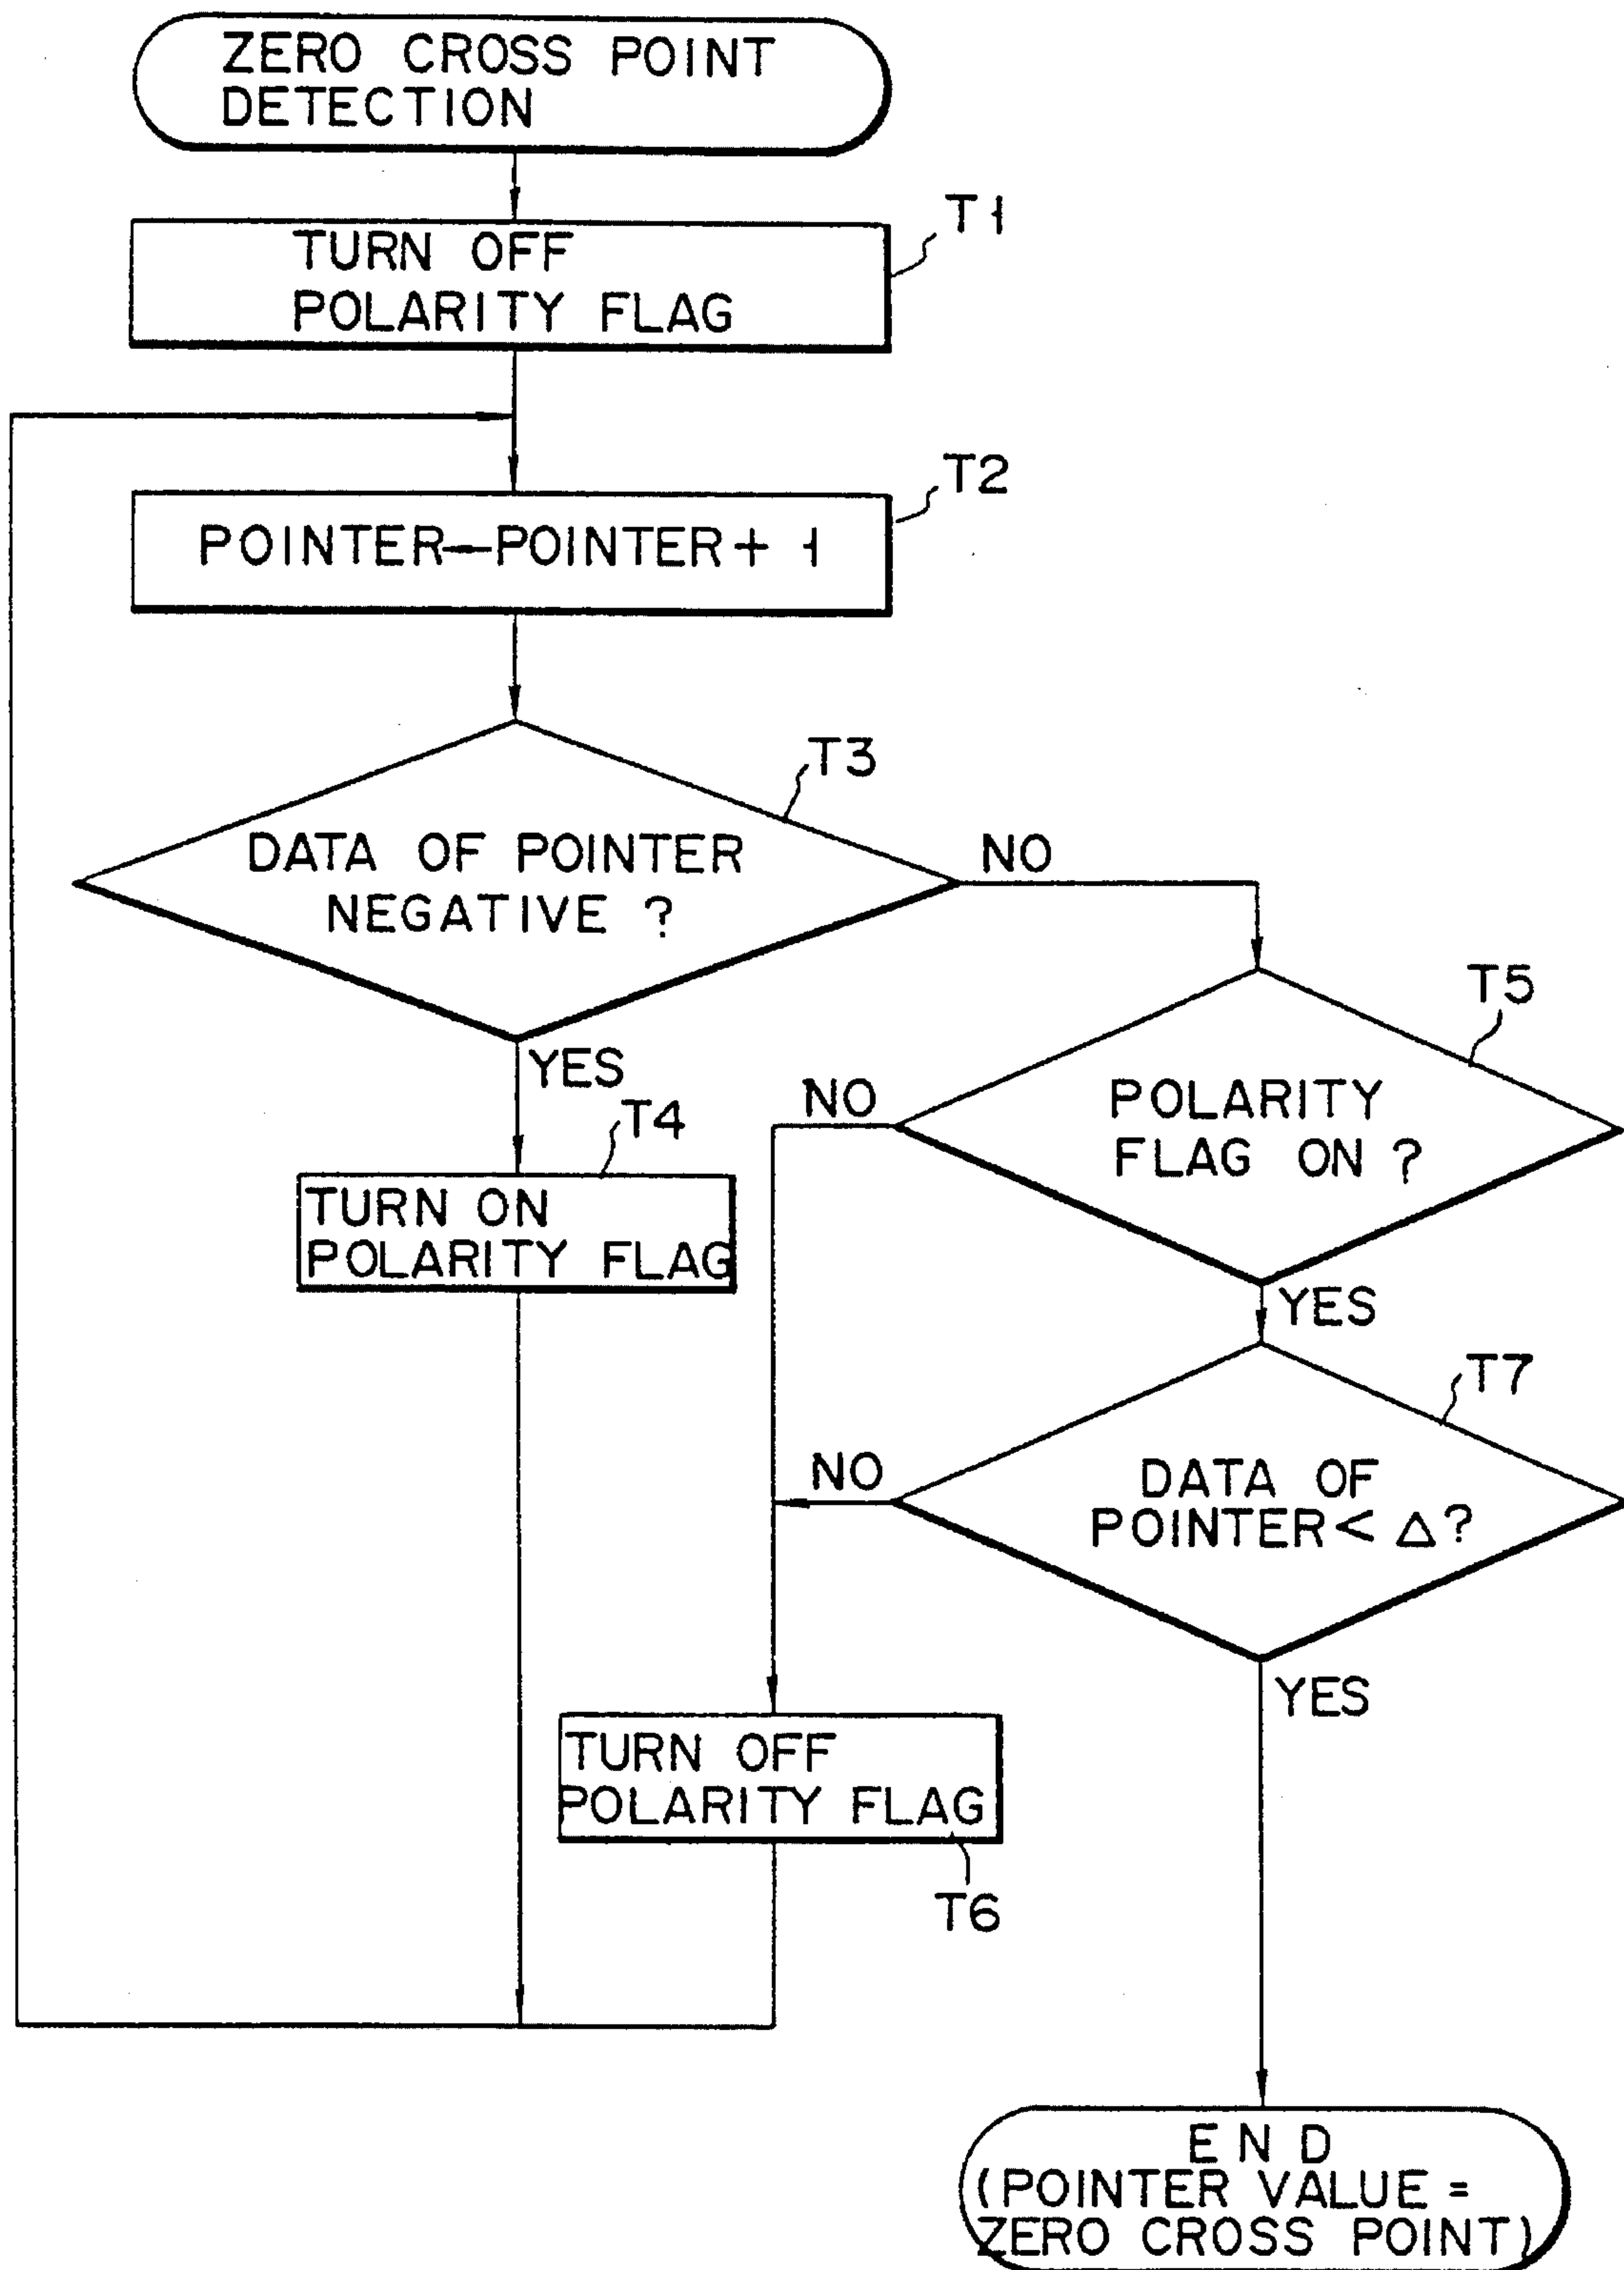 ZERO CROSS POINT
DETECTION
T1
TURN OFF
POLARITY FLAG
T2
POINTER←POINTER + 1
T3
DATA OF POINTER
NEGATIVE ?
NO
YES
T4
TURN ON
POLARITY FLAG
T5
NO
POLARITY
FLAG ON ?
YES
T7
NO
DATA OF
POINTER < Δ?
YES
TURN OFF
POLARITY FLAG
T6
END
(POINTER VALUE =
ZERO CROSS POINT)